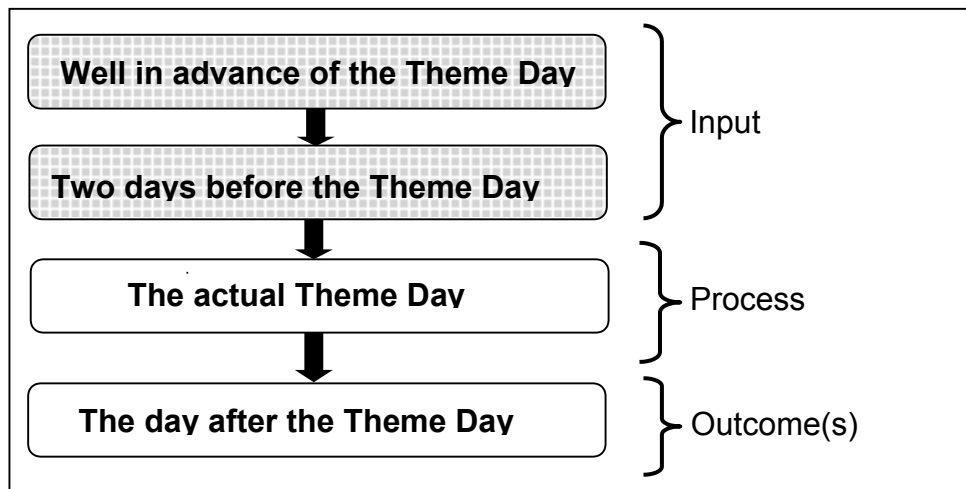 Well in advance of the Theme Day
Input
Two days before the Theme Day
The actual Theme Day
Process
The day after the Theme Day
Outcome(s)